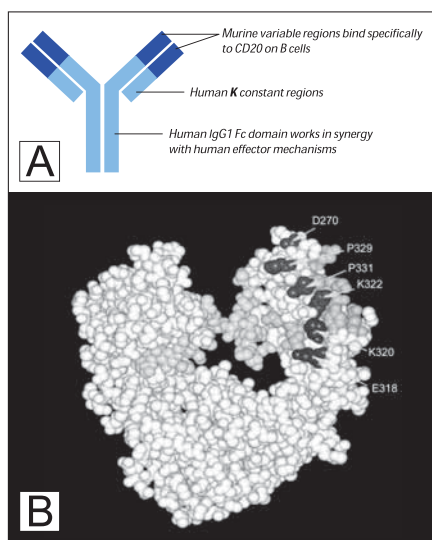 Murine variable regions bind specifically
to CD20 on B cells
Human K constant regions
Human IgG1 Fc domain works in synergy
with human effector mechanisms
A
D270
P329
P331
K322
K320
E318
B